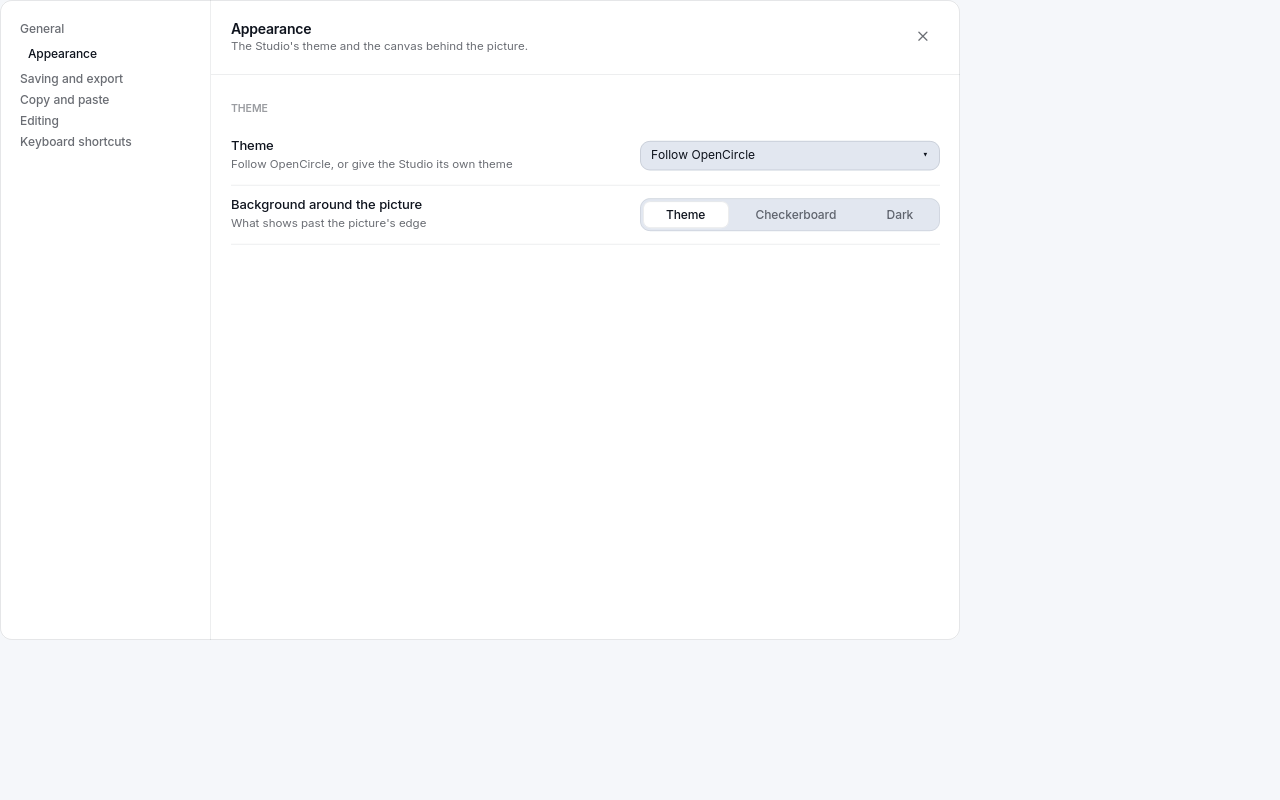 General
Appearance
Saving and export
Copy and paste
Editing
Keyboard shortcuts
Appearance
The Studio's theme and the canvas behind the picture.
THEME
Theme
Follow OpenCircle, or give the Studio its own theme
Follow OpenCircle
Background around the picture
What shows past the picture's edge
Theme Checkerboard Dark